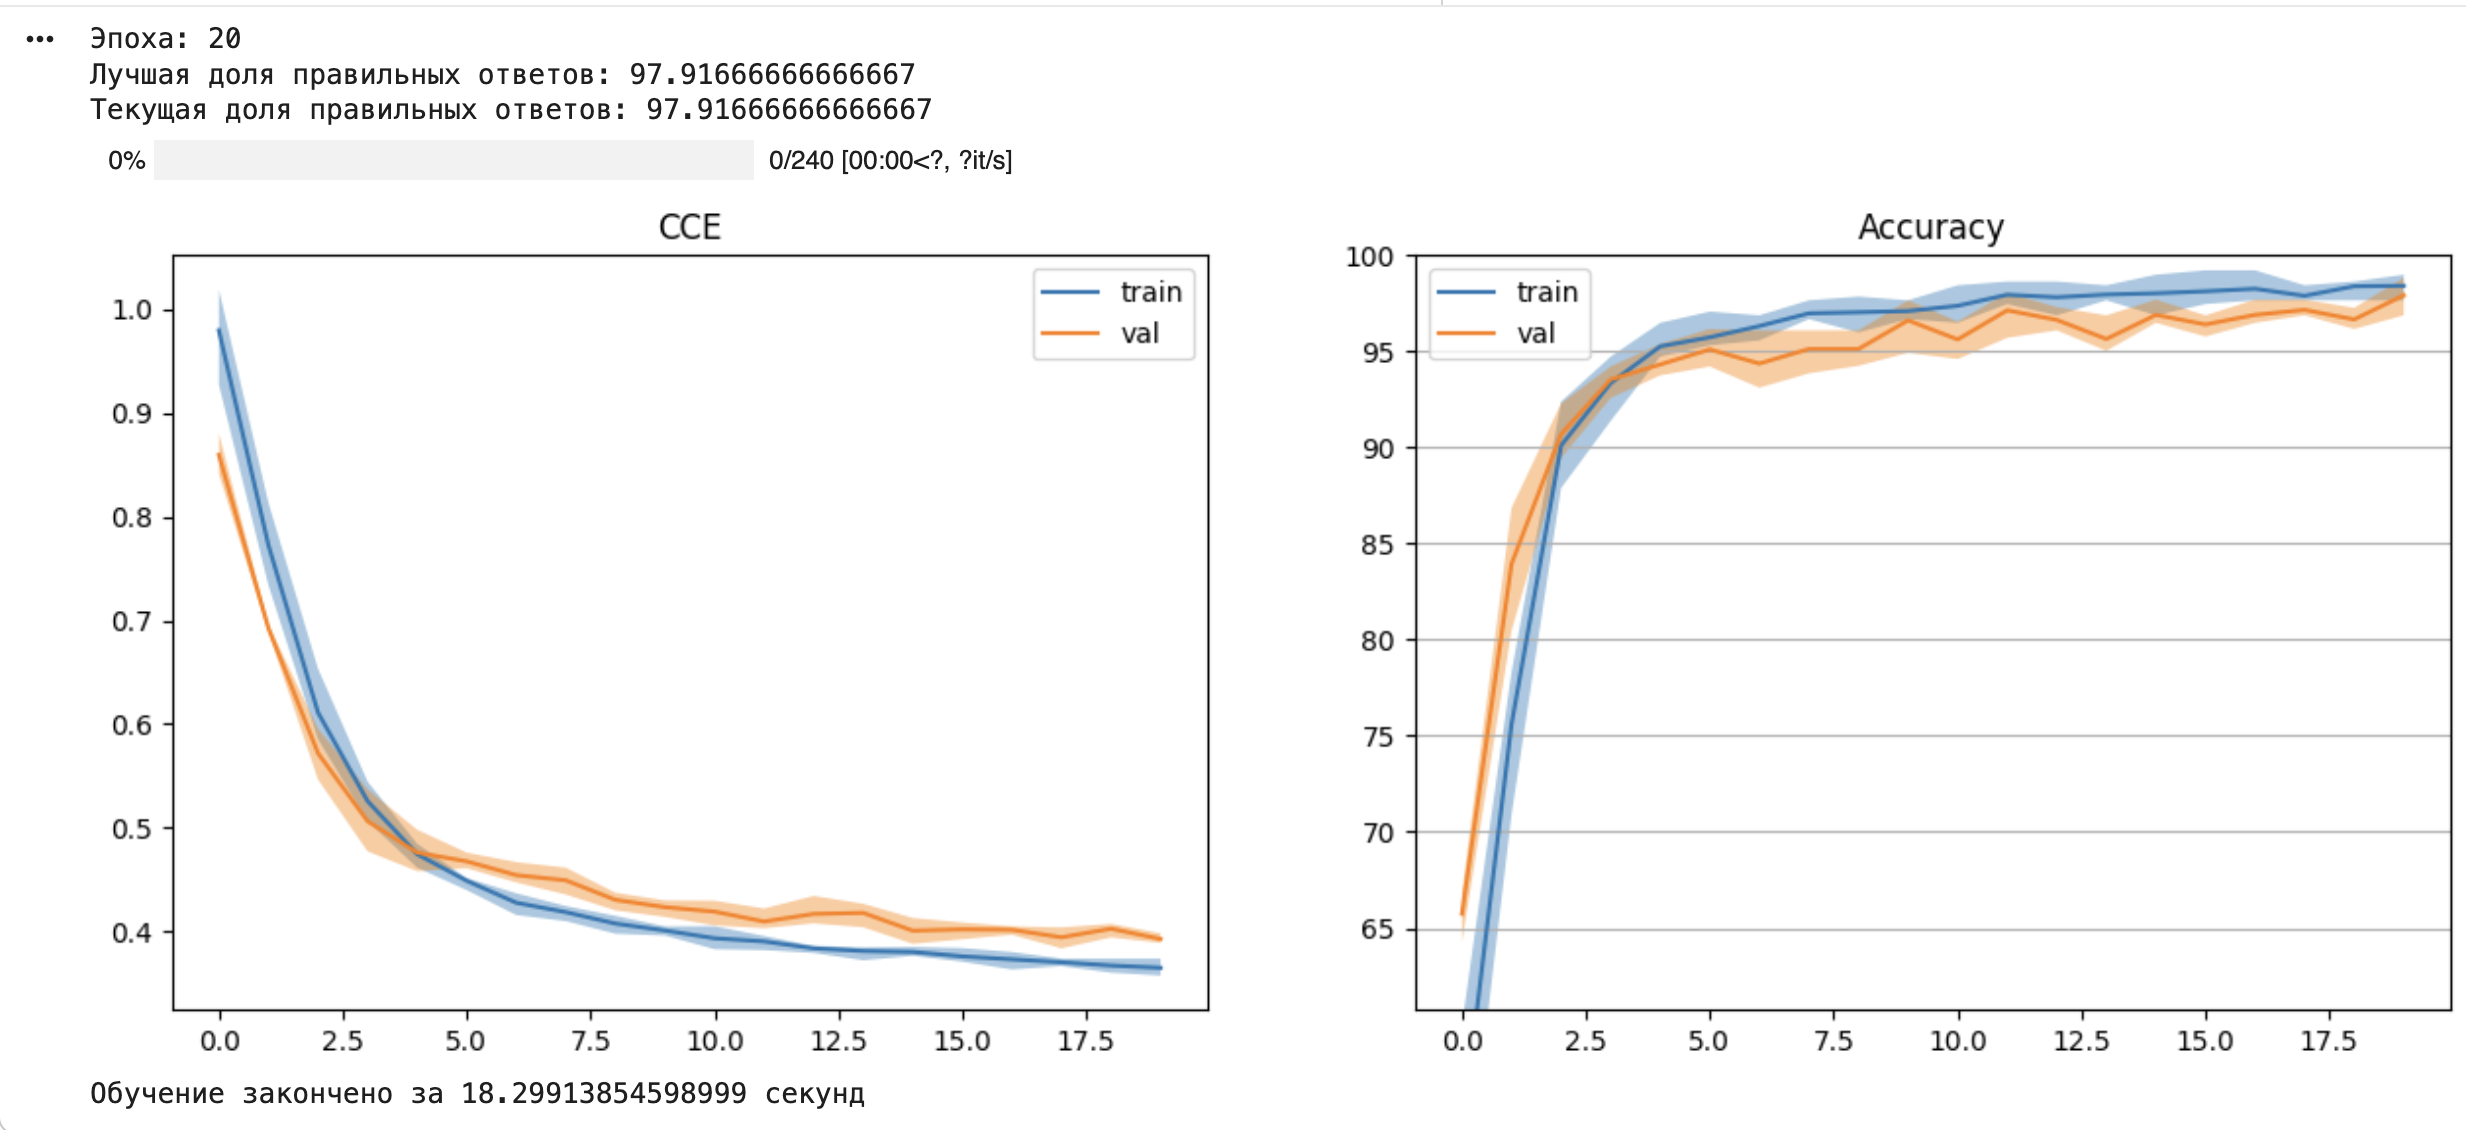 Эпоха: 20
Лучшая доля правильных ответов: 97.91666666666667
Текущая доля правильных ответов: 97.91666666666667
0% 0/240 [00:00<?, ?it/s]
CCE
train
val
1.0
0.9
0.8
0.7
0.6
0.5
0.4
0.0 2.5 5.0 7.5 10.0 12.5 15.0 17.5
Accuracy
train
val
100
95
90
85
80
75
70
65
0.0 2.5 5.0 7.5 10.0 12.5 15.0 17.5
Обучение закончено за 18.29913854598999 секунд